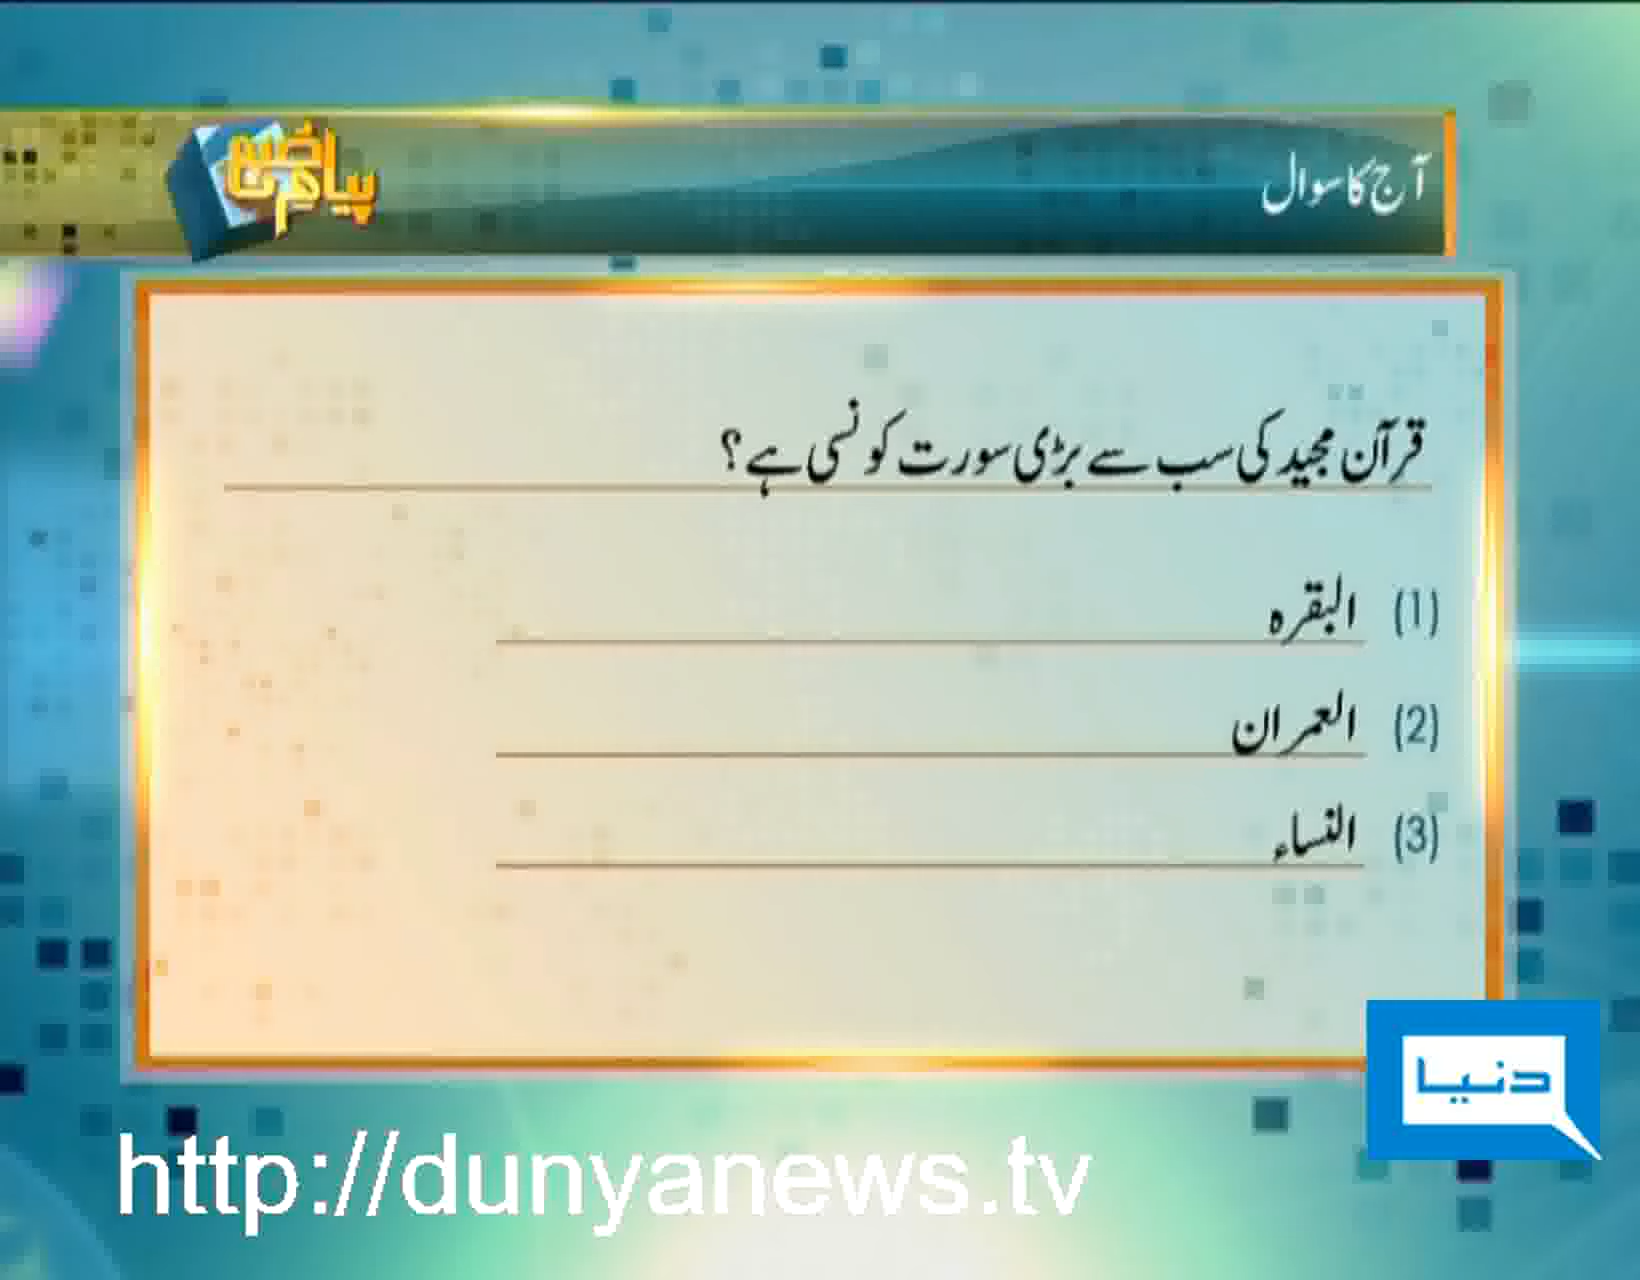 آج کا سوال
پیام صبح
قرآن مجید کی سب سے بڑی سورت کونسی ہے؟
(1) البقرہ
(2) العمران
(3) النساء
دنیا
http://dunyanews.tv